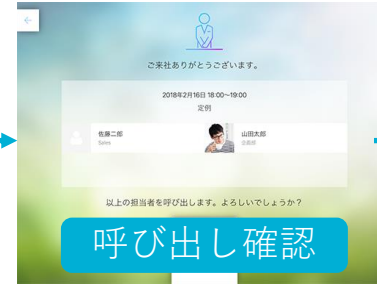 ご来社ありがとうございます。
2018年2月16日 18:00~19:00
定例
佐藤二郎
Sales
山田太郎
企画部
以上の担当者を呼び出します。よろしいでしょうか?
呼び出し確認